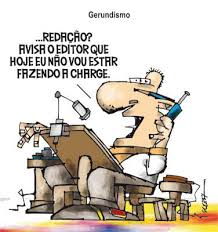 Gerundismo
...REDAÇÃO?
AVISA O EDITOR QUE
HOJE EU NÃO VOU ESTAR
FAZENDO A CHARGE.